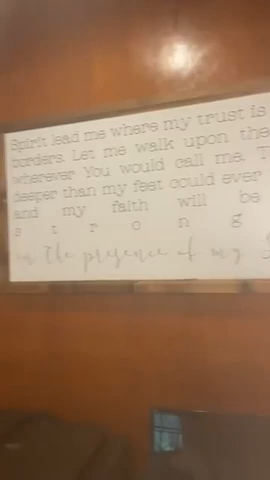 Spirit lead me where my trust is
borders. Let me walk upon the
wherever You would call me. T
deeper than my feet could ever
and my faith will be
s t r o n g
in the presence of my S